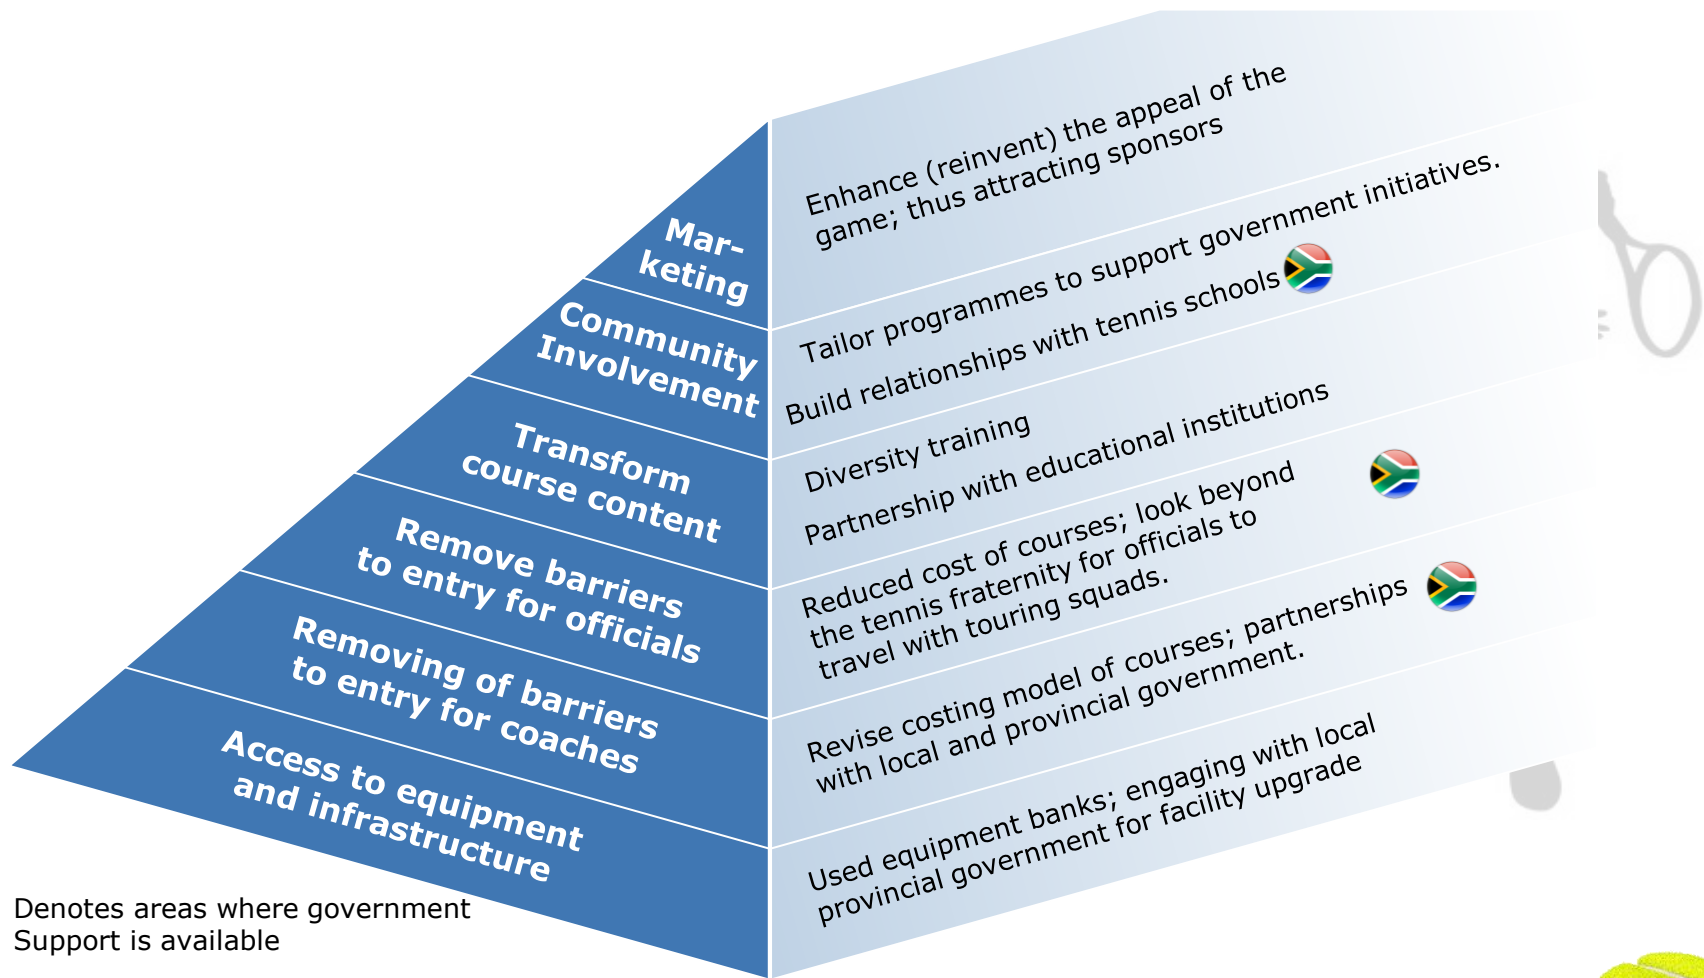 Mar-
keting
Enhance (reinvent) the appeal of the
game; thus attracting sponsors
Community
Involvement
Tailor programmes to support government initiatives.
Build relationships with tennis schools
Transform
course content
Diversity training
Partnership with educational institutions
Remove barriers
to entry for officials
Reduced cost of courses; look beyond
the tennis fraternity for officials to
travel with touring squads.
Removing of barriers
to entry for coaches
Revise costing model of courses; partnerships
with local and provincial government.
Access to equipment
and infrastructure
Used equipment banks; engaging with local
provincial government for facility upgrade
Denotes areas where government
Support is available